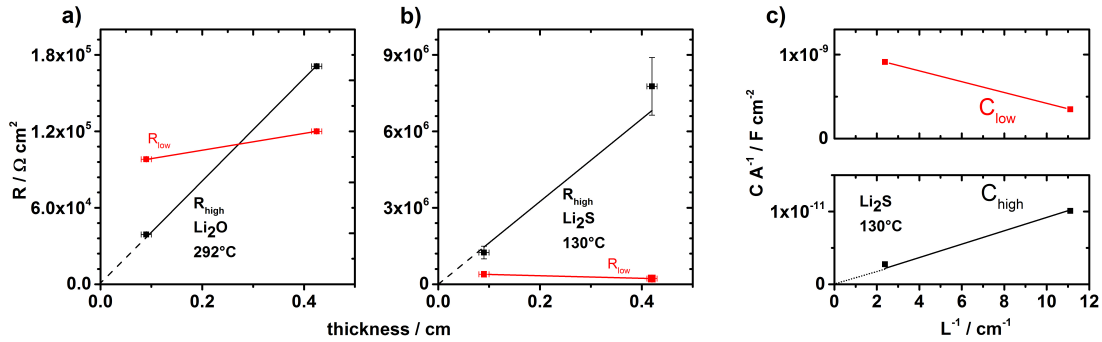 a)
R / Ω cm²
1.8x10⁵
1.2x10⁵
6.0x10⁴
0.0
R_low
R_high
Li₂O
292°C
0.0 0.2 0.4
b)
9x10⁶
6x10⁶
3x10⁶
0
R_high
Li₂S
130°C
R_low
0.0 0.2 0.4
thickness / cm
c)
C A⁻¹ / F cm⁻²
1x10⁻⁹
0
C_low
1x10⁻¹¹
0
Li₂S
130°C
C_high
0 2 4 6 8 10 12
L⁻¹ / cm⁻¹